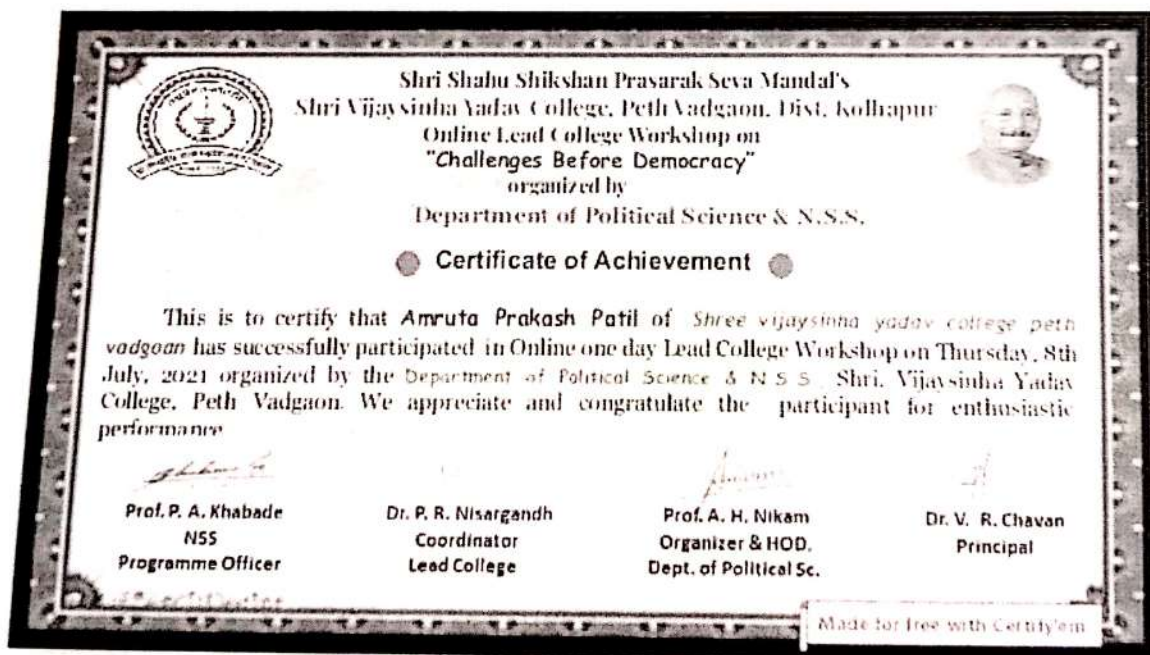 Shri Shahu Shikshan Prasarak Seva Mandal's
Shri Vijaysinha Yadav College, Peth Vadgaon, Dist. Kolhapur
Online Lead College Workshop on
"Challenges Before Democracy"
organized by
Department of Political Science & N.S.S.
Certificate of Achievement
This is to certify that Amruta Prakash Patil of Shree vijaysinha yadav college peth
vadgoan has successfully participated in Online one day Lead College Workshop on Thursday, 8th
July, 2021 organized by the Department of Political Science & N S S Shri. Vijaysinha Yadav
College, Peth Vadgaon. We appreciate and congratulate the participant for enthusiastic
performance
Prof. P. A. Khabade
NSS
Programme Officer
Dr. P. R. Nisargandh
Coordinator
Lead College
Prof. A. H. Nikam
Organizer & HOD.
Dept. of Political Sc.
Dr. V. R. Chavan
Principal
Made for free with Certify'em